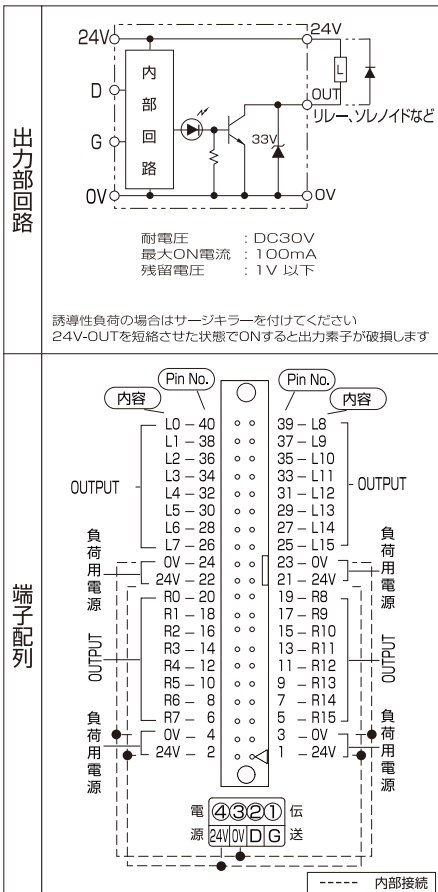 出力部回路
24V
24V
D
G
0V
0V
内部回路
33V
L
OUT
リレー、ソレノイドなど
耐電圧 : DC30V
最大ON電流 : 100mA
残留電圧 : 1V 以下
誘導性負荷の場合はサージキラーを付けてください
24V-OUTを短絡させた状態でONすると出力素子が破損します
端子配列
Pin No. Pin No.
内容 内容
L0 - 40 39 - L8
L1 - 38 37 - L9
L2 - 36 35 - L10
L3 - 34 33 - L11
L4 - 32 31 - L12
L5 - 30 29 - L13
L6 - 28 27 - L14
L7 - 26 25 - L15
0V - 24 23 - 0V
24V - 22 21 - 24V
R0 - 20 19 - R8
R1 - 18 17 - R9
R2 - 16 15 - R10
R3 - 14 13 - R11
R4 - 12 11 - R12
R5 - 10 9 - R13
R6 - 8 7 - R14
R7 - 6 5 - R15
0V - 4 3 - 0V
24V - 2 1 - 24V
OUTPUT OUTPUT
負荷用電源 負荷用電源
OUTPUT OUTPUT
負荷用電源 負荷用電源
電源 ④③②① 伝送
24V 0V D G
----- 内部接続